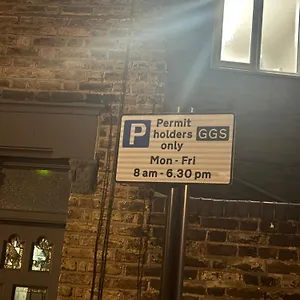 P Permit holders only GGS
Mon - Fri
8 am - 6.30 pm